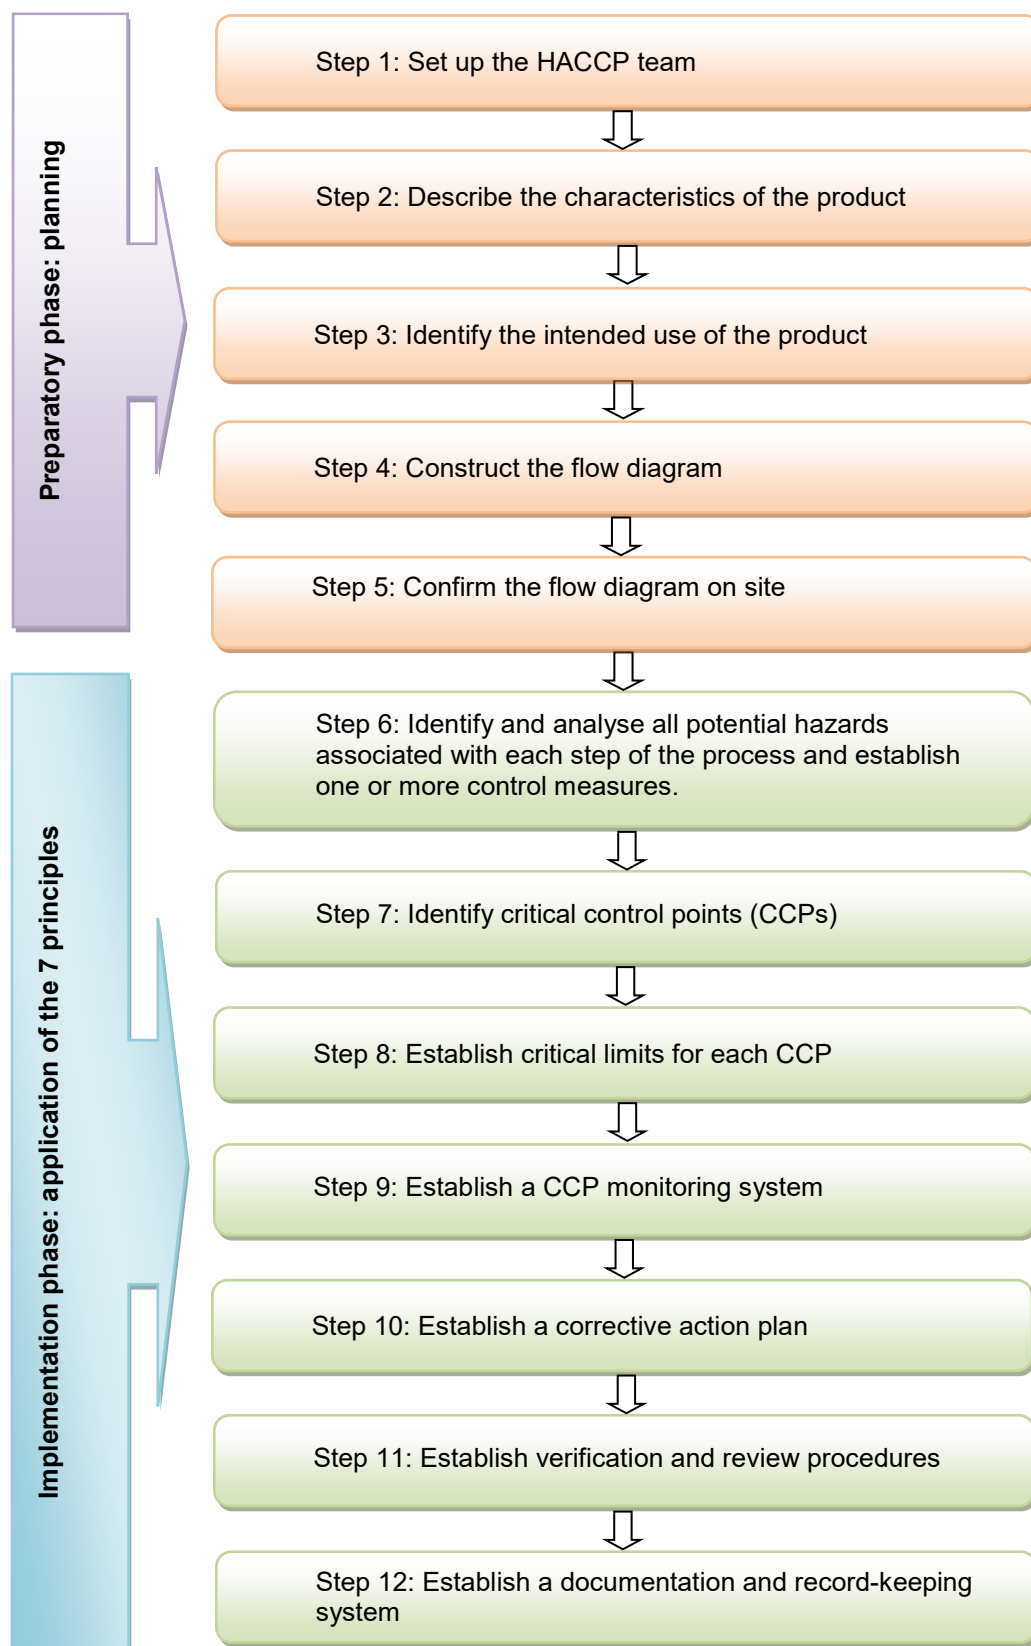 Preparatory phase: planning
Step 1: Set up the HACCP team
Step 2: Describe the characteristics of the product
Step 3: Identify the intended use of the product
Step 4: Construct the flow diagram
Step 5: Confirm the flow diagram on site
Implementation phase: application of the 7 principles
Step 6: Identify and analyse all potential hazards
associated with each step of the process and establish
one or more control measures.
Step 7: Identify critical control points (CCPs)
Step 8: Establish critical limits for each CCP
Step 9: Establish a CCP monitoring system
Step 10: Establish a corrective action plan
Step 11: Establish verification and review procedures
Step 12: Establish a documentation and record-keeping
system